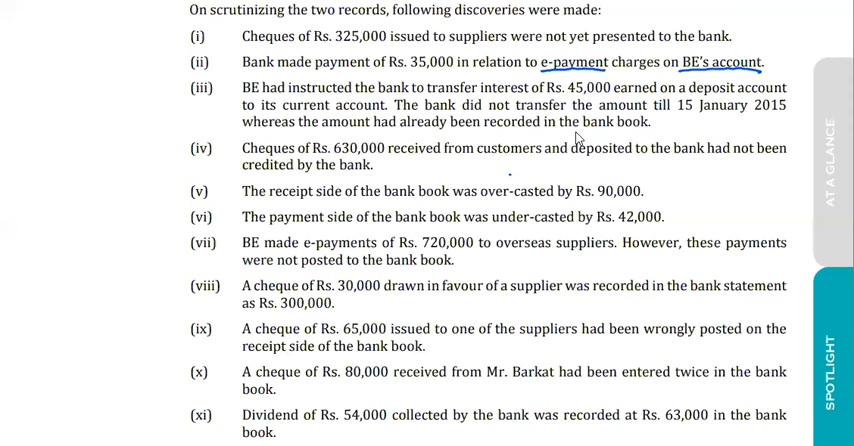 On scrutinizing the two records, following discoveries were made:
(i) Cheques of Rs. 325,000 issued to suppliers were not yet presented to the bank.
(ii) Bank made payment of Rs. 35,000 in relation to e-payment charges on BE's account.
(iii) BE had instructed the bank to transfer interest of Rs. 45,000 earned on a deposit account
to its current account. The bank did not transfer the amount till 15 January 2015
whereas the amount had already been recorded in the bank book.
(iv) Cheques of Rs. 630,000 received from customers and deposited to the bank had not been
credited by the bank.
(v) The receipt side of the bank book was over-casted by Rs. 90,000.
(vi) The payment side of the bank book was under-casted by Rs. 42,000.
(vii) BE made e-payments of Rs. 720,000 to overseas suppliers. However, these payments
were not posted to the bank book.
(viii) A cheque of Rs. 30,000 drawn in favour of a supplier was recorded in the bank statement
as Rs. 300,000.
(ix) A cheque of Rs. 65,000 issued to one of the suppliers had been wrongly posted on the
receipt side of the bank book.
(x) A cheque of Rs. 80,000 received from Mr. Barkat had been entered twice in the bank
book.
(xi) Dividend of Rs. 54,000 collected by the bank was recorded at Rs. 63,000 in the bank
book.
AT A GLANCE
SPOTLIGHT